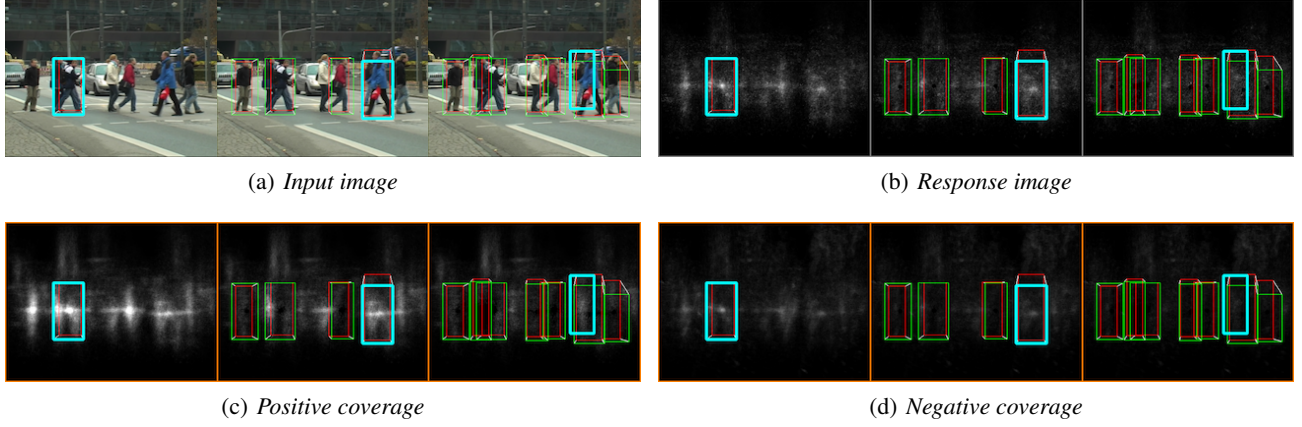 (a) Input image
(b) Response image
(c) Positive coverage
(d) Negative coverage